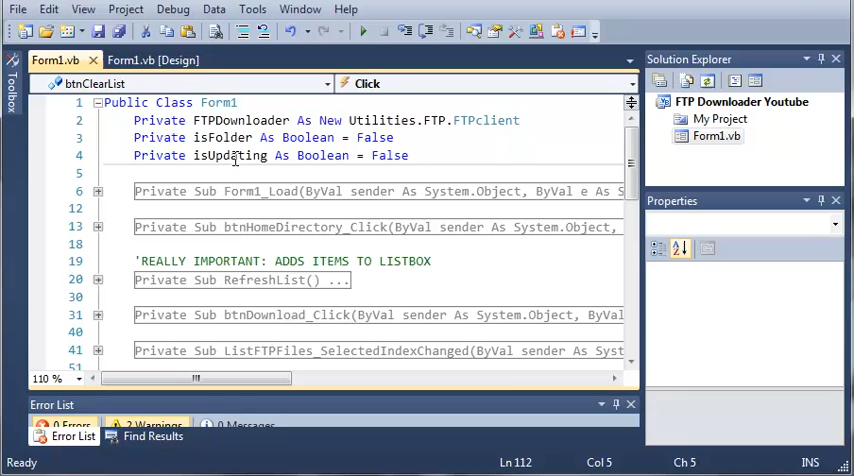 File Edit View Project Debug Data Tools Window Help
Form1.vb Form1.vb [Design]
Solution Explorer
btnClearList
Click
FTP Downloader Youtube
My Project
Form1.vb
Toolbox
1 Public Class Form1
2 Private FTPDownloader As New Utilities.FTP.FTPclient
3 Private isFolder As Boolean = False
4 Private isUpdating As Boolean = False
5
6 Private Sub Form1_Load(ByVal sender As System.Object, ByVal e As S
12
13 Private Sub btnHomeDirectory_Click(ByVal sender As System.Object,
18
19 'REALLY IMPORTANT: ADDS ITEMS TO LISTBOX
20 Private Sub RefreshList() ...
30
31 Private Sub btnDownload_Click(ByVal sender As System.Object, ByVal
40
41 Private Sub ListFTPFiles_SelectedIndexChanged(ByVal sender As Syst
51
110 %
Properties
Error List
0 Errors 2 Warnings 0 Messages
Error List Find Results
Ln 112 Col 5 Ch 5 INS